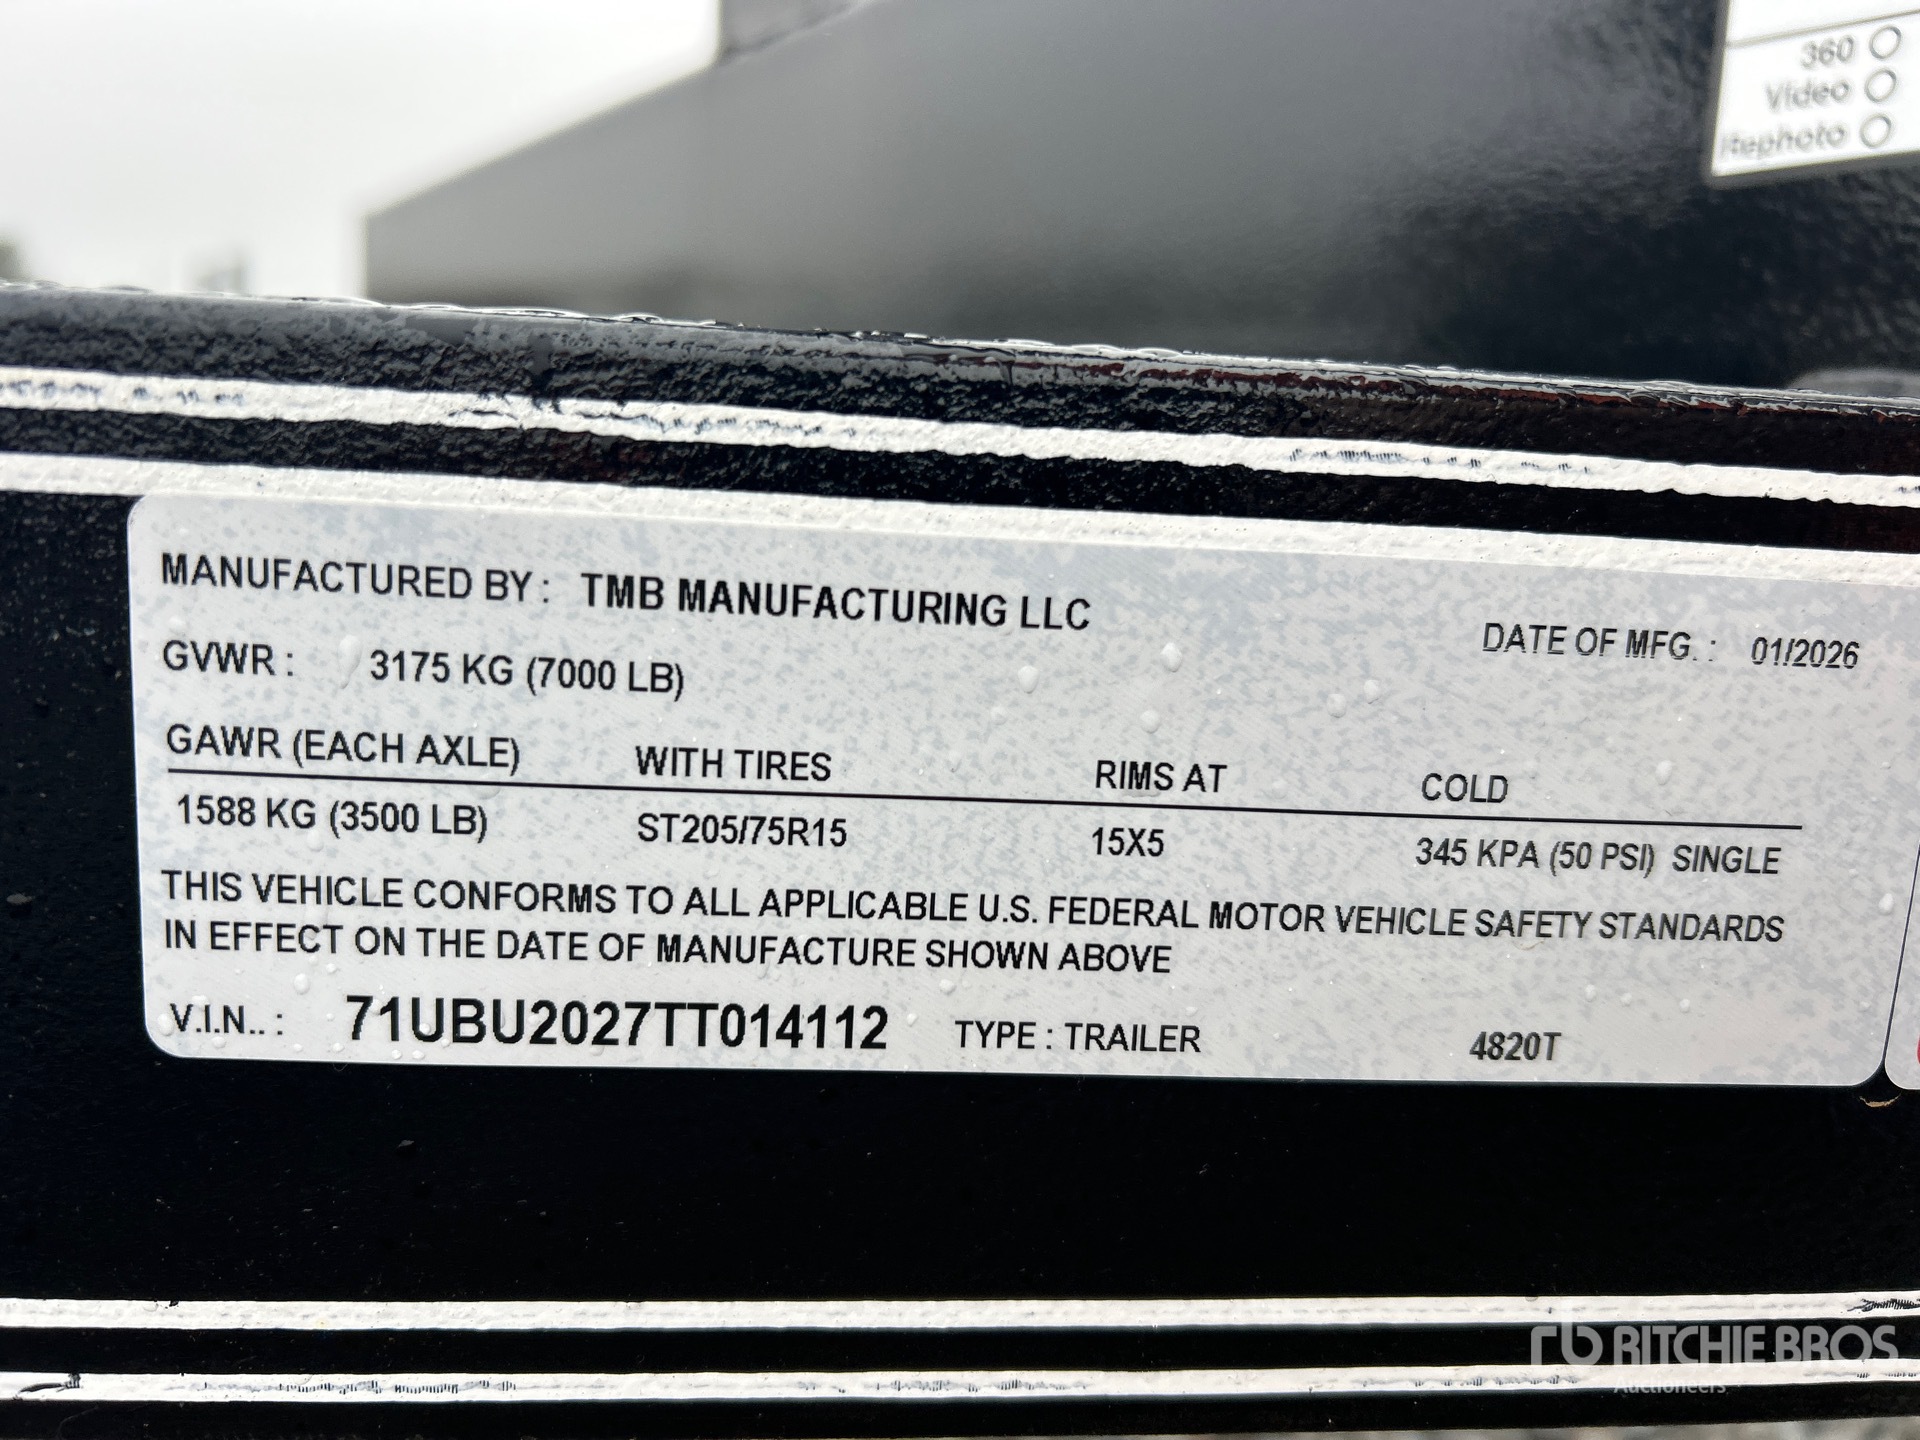 360
Video
Rephoto
MANUFACTURED BY : TMB MANUFACTURING LLC
DATE OF MFG. : 01/2026
GVWR : 3175 KG (7000 LB)
GAWR (EACH AXLE) WITH TIRES RIMS AT COLD
1588 KG (3500 LB) ST205/75R15 15X5 345 KPA (50 PSI) SINGLE
THIS VEHICLE CONFORMS TO ALL APPLICABLE U.S. FEDERAL MOTOR VEHICLE SAFETY STANDARDS
IN EFFECT ON THE DATE OF MANUFACTURE SHOWN ABOVE
V.I.N.. : 71UBU2027TT014112 TYPE : TRAILER 4820T
rb RITCHIE BROS
Auctioneers